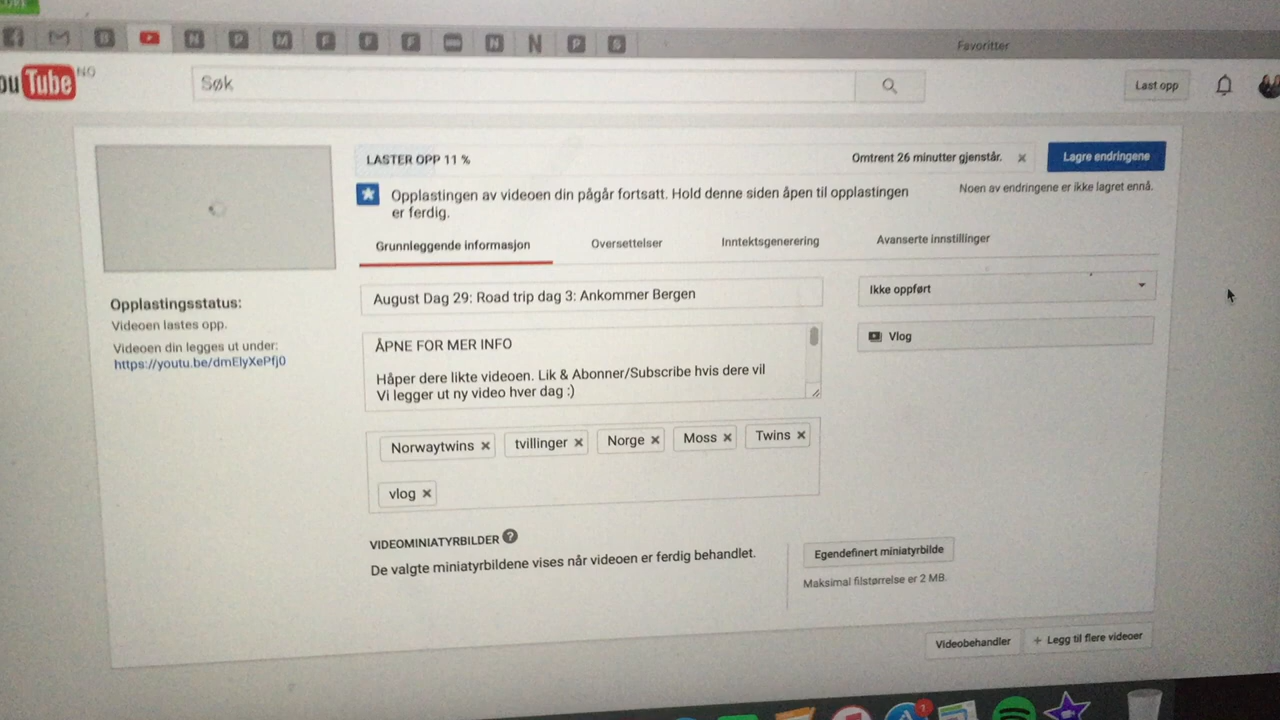 Favoritter
YouTube NO
Søk
Last opp
LASTER OPP 11 %
Omtrent 26 minutter gjenstår.
Lagre endringene
Opplastingen av videoen din pågår fortsatt. Hold denne siden åpen til opplastingen
er ferdig.
Noen av endringene er ikke lagret ennå.
Grunnleggende informasjon
Oversettelser
Inntektsgenerering
Avanserte innstillinger
Opplastingsstatus:
Videoen lastes opp.
Videoen din legges ut under:
https://youtu.be/dmElyXePfj0
August Dag 29: Road trip dag 3: Ankommer Bergen
Ikke oppført
ÅPNE FOR MER INFO
Håper dere likte videoen. Lik & Abonner/Subscribe hvis dere vil
Vi legger ut ny video hver dag :)
Vlog
Norwaytwins
tvillinger
Norge
Moss
Twins
vlog
VIDEOMINIATYRBILDER
De valgte miniatyrbildene vises når videoen er ferdig behandlet.
Egendefinert miniatyrbilde
Maksimal filstørrelse er 2 MB.
Videobehandler
+ Legg til flere videoer